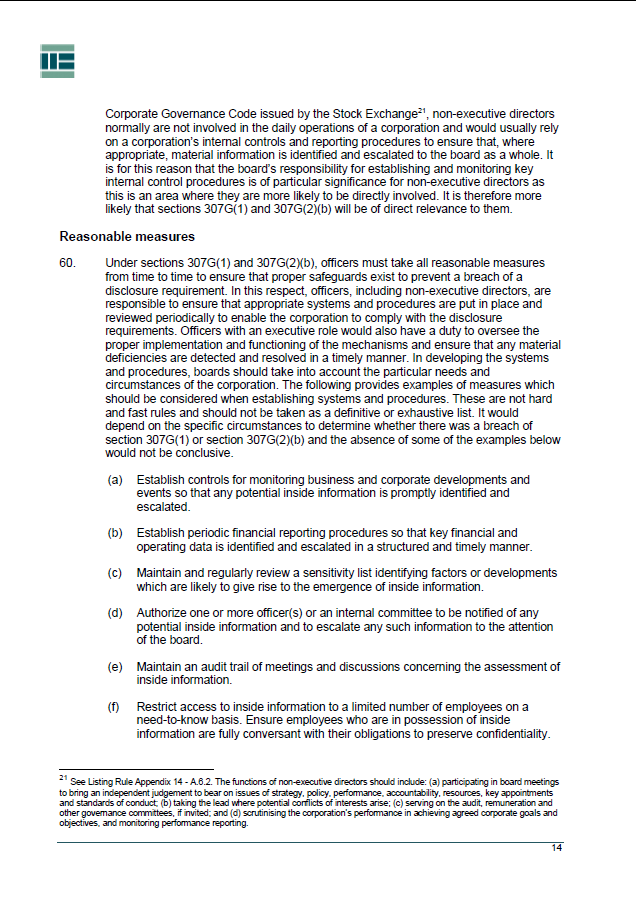 Corporate Governance Code issued by the Stock Exchange21, non-executive directors
normally are not involved in the daily operations of a corporation and would usually rely
on a corporation's internal controls and reporting procedures to ensure that, where
appropriate, material information is identified and escalated to the board as a whole. It
is for this reason that the board's responsibility for establishing and monitoring key
internal control procedures is of particular significance for non-executive directors as
this is an area where they are more likely to be directly involved. It is therefore more
likely that sections 307G(1) and 307G(2)(b) will be of direct relevance to them.
Reasonable measures
60. Under sections 307G(1) and 307G(2)(b), officers must take all reasonable measures
from time to time to ensure that proper safeguards exist to prevent a breach of a
disclosure requirement. In this respect, officers, including non-executive directors, are
responsible to ensure that appropriate systems and procedures are put in place and
reviewed periodically to enable the corporation to comply with the disclosure
requirements. Officers with an executive role would also have a duty to oversee the
proper implementation and functioning of the mechanisms and ensure that any material
deficiencies are detected and resolved in a timely manner. In developing the systems
and procedures, boards should take into account the particular needs and
circumstances of the corporation. The following provides examples of measures which
should be considered when establishing systems and procedures. These are not hard
and fast rules and should not be taken as a definitive or exhaustive list. It would
depend on the specific circumstances to determine whether there was a breach of
section 307G(1) or section 307G(2)(b) and the absence of some of the examples below
would not be conclusive.
(a) Establish controls for monitoring business and corporate developments and
events so that any potential inside information is promptly identified and
escalated.
(b) Establish periodic financial reporting procedures so that key financial and
operating data is identified and escalated in a structured and timely manner.
(c) Maintain and regularly review a sensitivity list identifying factors or developments
which are likely to give rise to the emergence of inside information.
(d) Authorize one or more officer(s) or an internal committee to be notified of any
potential inside information and to escalate any such information to the attention
of the board.
(e) Maintain an audit trail of meetings and discussions concerning the assessment of
inside information.
(f) Restrict access to inside information to a limited number of employees on a
need-to-know basis. Ensure employees who are in possession of inside
information are fully conversant with their obligations to preserve confidentiality.
21 See Listing Rule Appendix 14 - A.6.2. The functions of non-executive directors should include: (a) participating in board meetings
to bring an independent judgement to bear on issues of strategy, policy, performance, accountability, resources, key appointments
and standards of conduct; (b) taking the lead where potential conflicts of interests arise; (c) serving on the audit, remuneration and
other governance committees, if invited; and (d) scrutinising the corporation's performance in achieving agreed corporate goals and
objectives, and monitoring performance reporting.
14